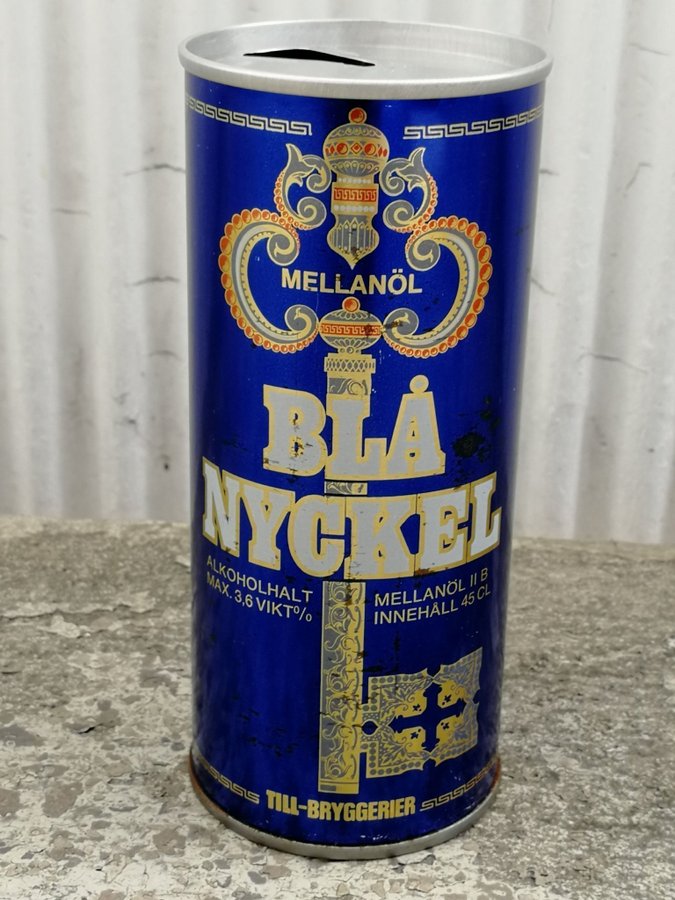 MELLANÖL
BLÅ
NYCKEL
ALKOHOLHALT
MAX. 3,6 VIKT%
MELLANÖL II B
INNEHÅLL 45 CL
TILL-BRYGGERIER